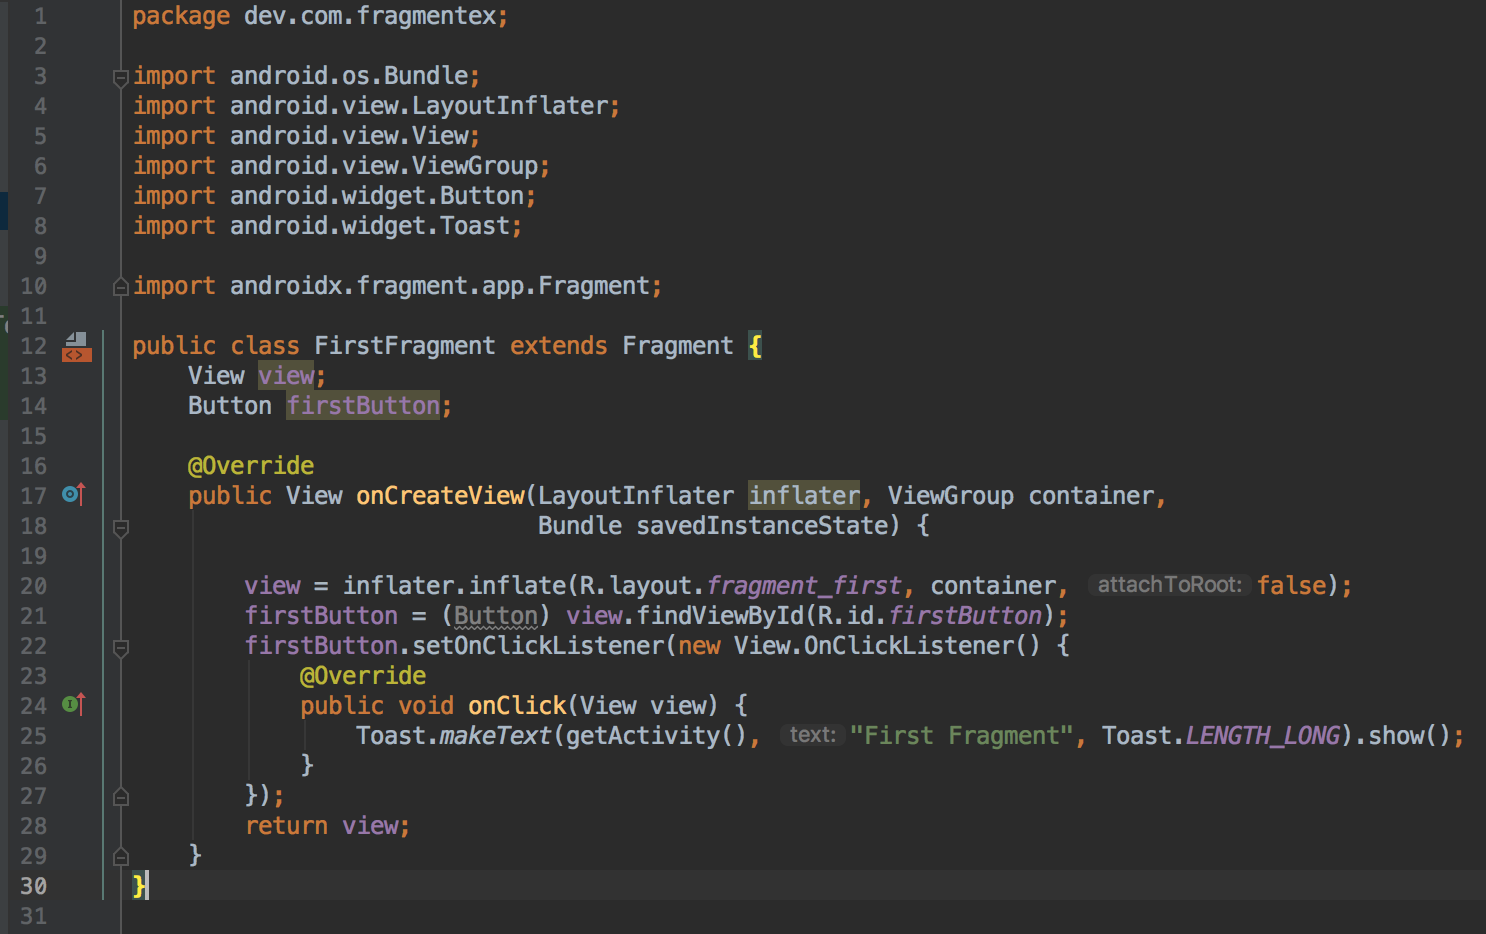 1 package dev.com.fragmentex;
2
3 import android.os.Bundle;
4 import android.view.LayoutInflater;
5 import android.view.View;
6 import android.view.ViewGroup;
7 import android.widget.Button;
8 import android.widget.Toast;
9
10 import androidx.fragment.app.Fragment;
11
12 <> public class FirstFragment extends Fragment {
13 View view;
14 Button firstButton;
15
16 @Override
17 public View onCreateView(LayoutInflater inflater, ViewGroup container,
18 Bundle savedInstanceState) {
19
20 view = inflater.inflate(R.layout.fragment_first, container, attachToRoot: false);
21 firstButton = (Button) view.findViewById(R.id.firstButton);
22 firstButton.setOnClickListener(new View.OnClickListener() {
23 @Override
24 public void onClick(View view) {
25 Toast.makeText(getActivity(), text: "First Fragment", Toast.LENGTH_LONG).show();
26 }
27 });
28 return view;
29 }
30 }
31